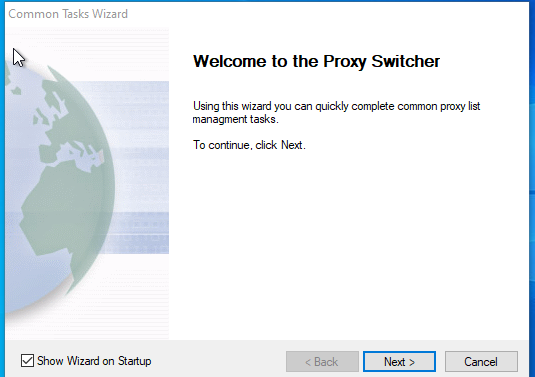 Common Tasks Wizard
Welcome to the Proxy Switcher
Using this wizard you can quickly complete common proxy list
managment tasks.
To continue, click Next.
Show Wizard on Startup
< Back
Next >
Cancel